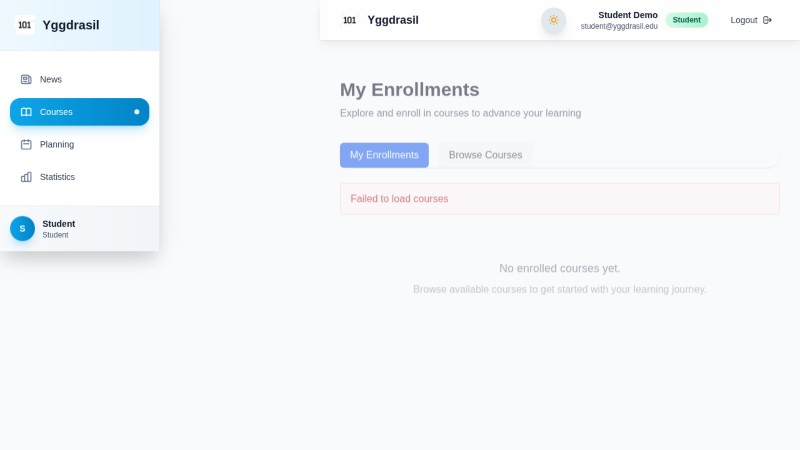 101 Yggdrasil
News
Courses
Planning
Statistics
S
Student
Student
101 Yggdrasil
Student Demo
student@yggdrasil.edu
Student
Logout
My Enrollments
Explore and enroll in courses to advance your learning
My Enrollments
Browse Courses
Failed to load courses
No enrolled courses yet.
Browse available courses to get started with your learning journey.